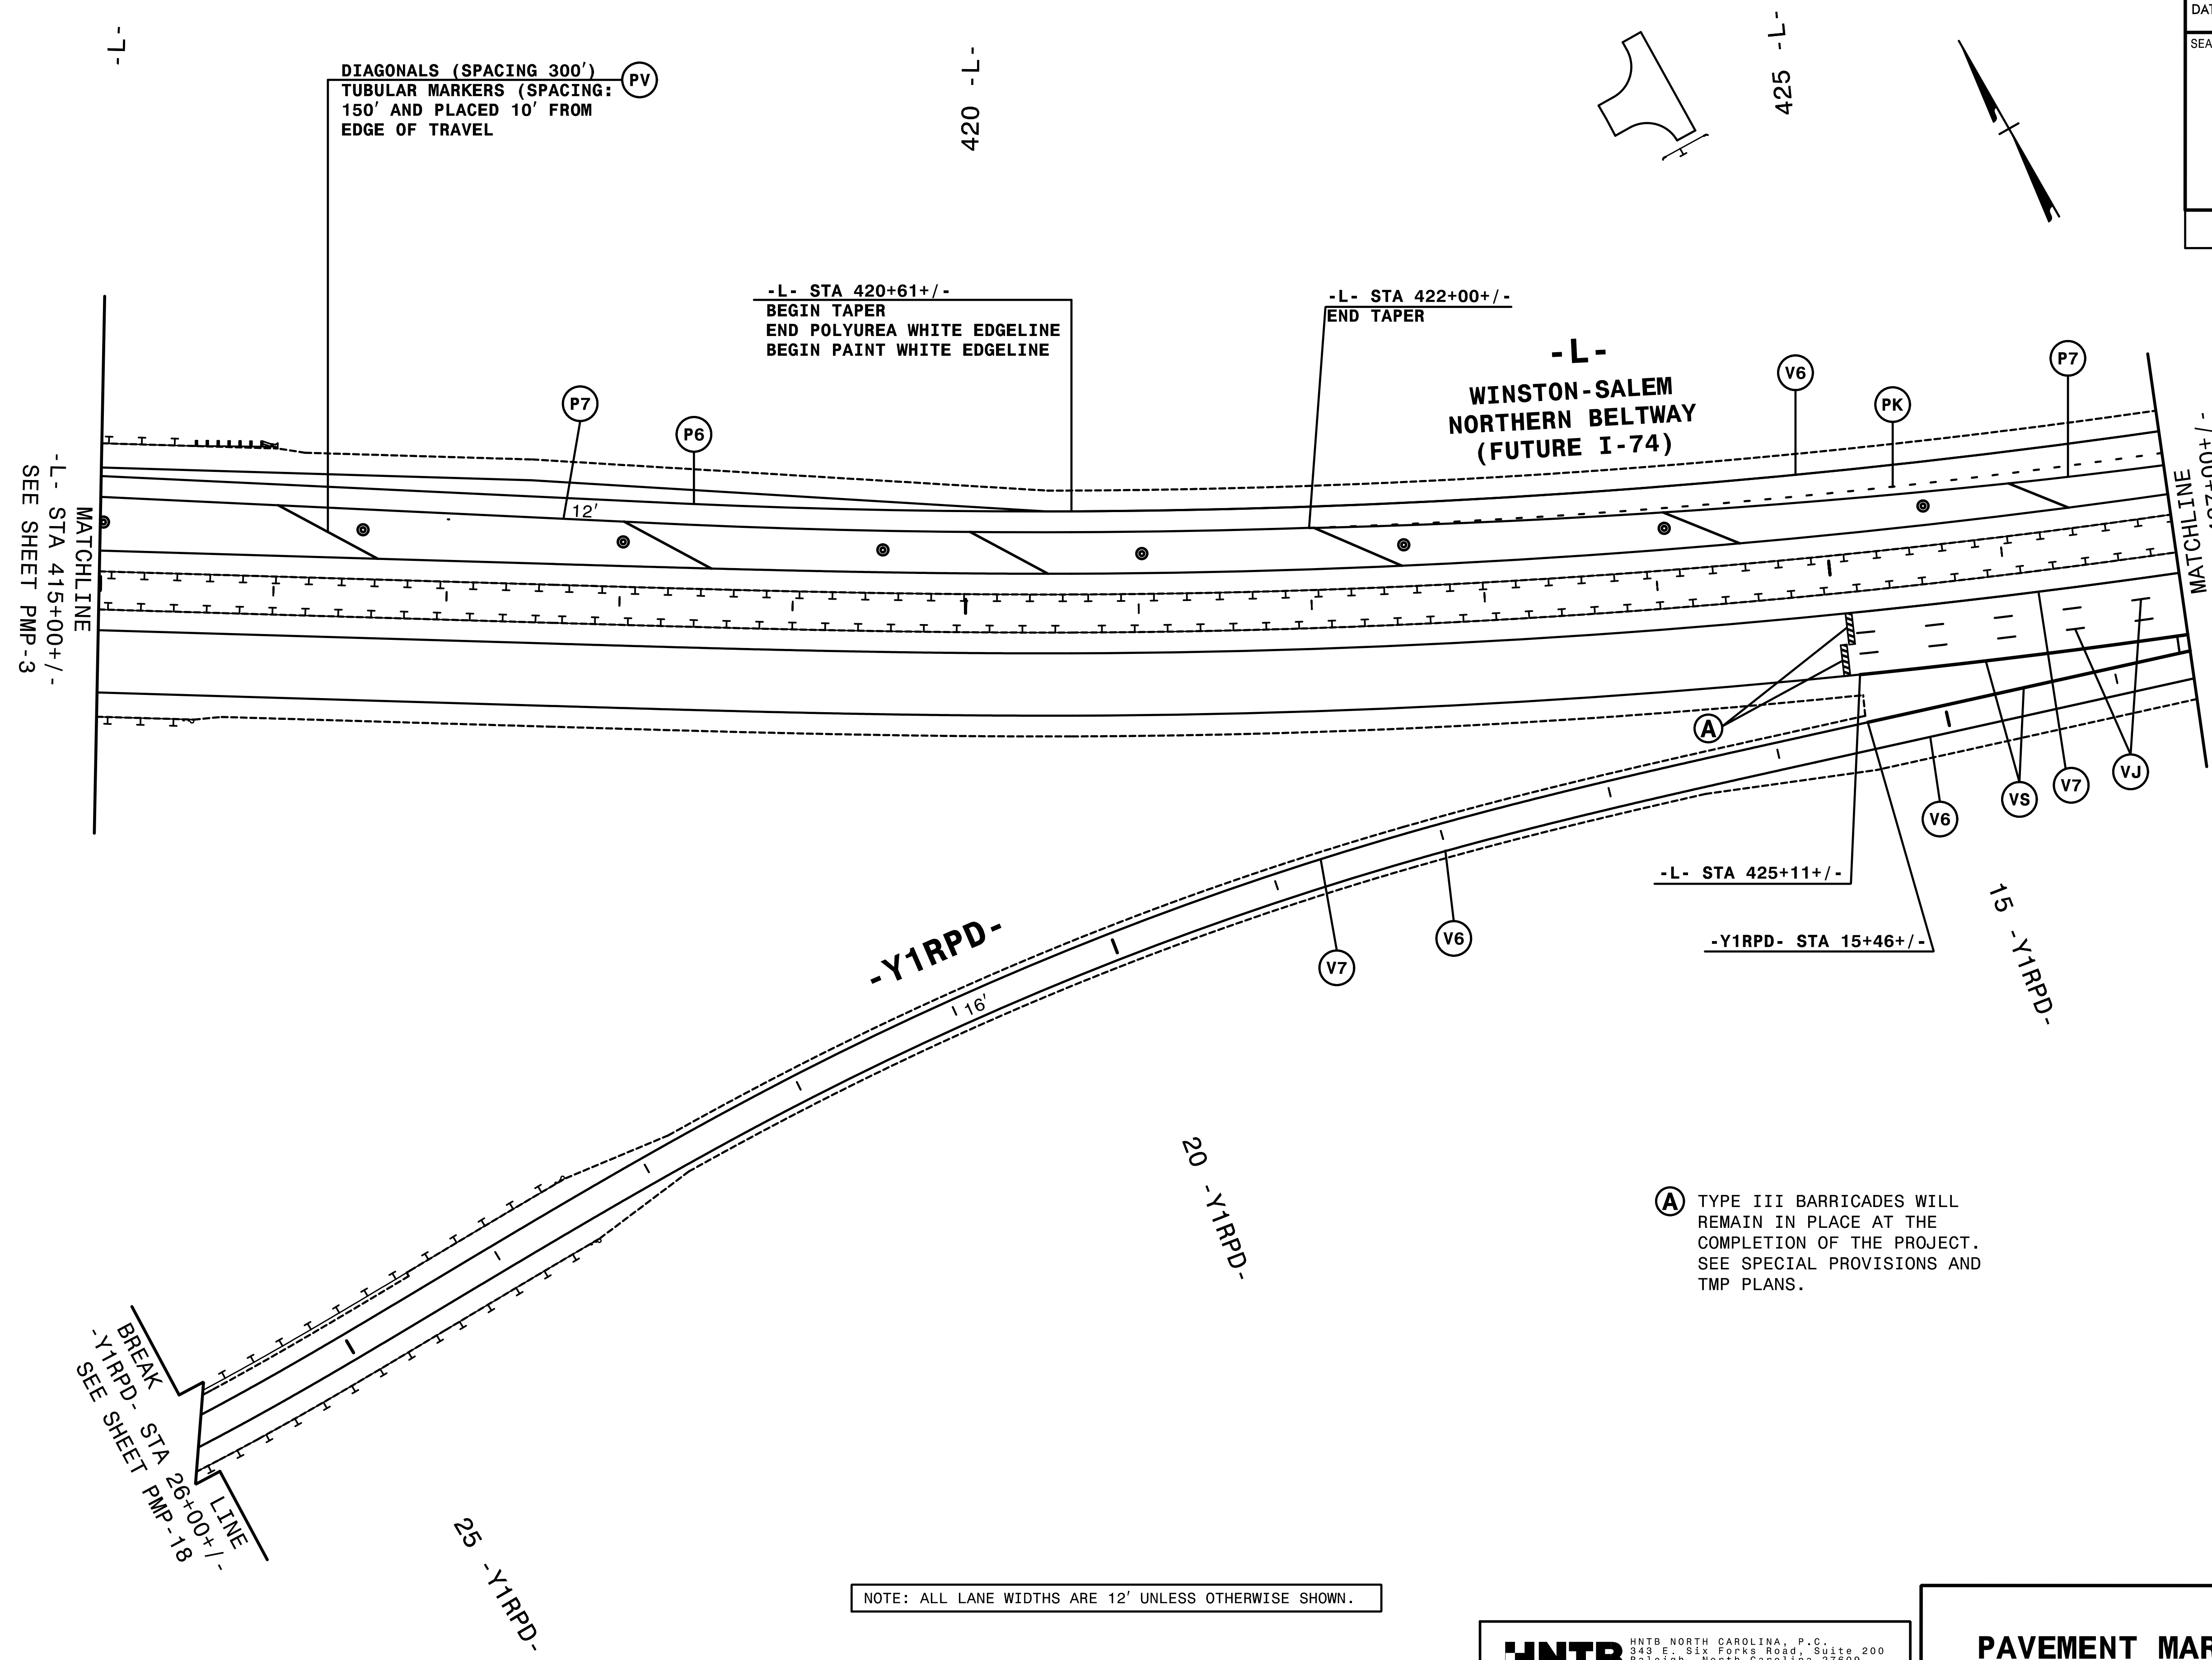 -L-
DIAGONALS (SPACING 300')
TUBULAR MARKERS (SPACING:
150' AND PLACED 10' FROM
EDGE OF TRAVEL
PV
420 -L-
425 -L-
-L- STA 420+61+/-
BEGIN TAPER
END POLYUREA WHITE EDGELINE
BEGIN PAINT WHITE EDGELINE
-L- STA 422+00+/-
END TAPER
-L-
WINSTON-SALEM
NORTHERN BELTWAY
(FUTURE I-74)
P7
P6
V6
PK
P7
12'
MATCHLINE
-L- STA 415+00+/-
SEE SHEET PMP-3
MATCHLINE
A
V6
VS
V7
VJ
-L- STA 425+11+/-
-Y1RPD- STA 15+46+/-
15 -Y1RPD-
-Y1RPD-
16'
V7
V6
20 -Y1RPD-
A TYPE III BARRICADES WILL
REMAIN IN PLACE AT THE
COMPLETION OF THE PROJECT.
SEE SPECIAL PROVISIONS AND
TMP PLANS.
BREAK LINE
-Y1RPD- STA 26+00+/-
SEE SHEET PMP-18
25 -Y1RPD-
NOTE: ALL LANE WIDTHS ARE 12' UNLESS OTHERWISE SHOWN.
HNTB
HNTB NORTH CAROLINA, P.C.
343 E. Six Forks Road, Suite 200
Raleigh, North Carolina 27609
PAVEMENT